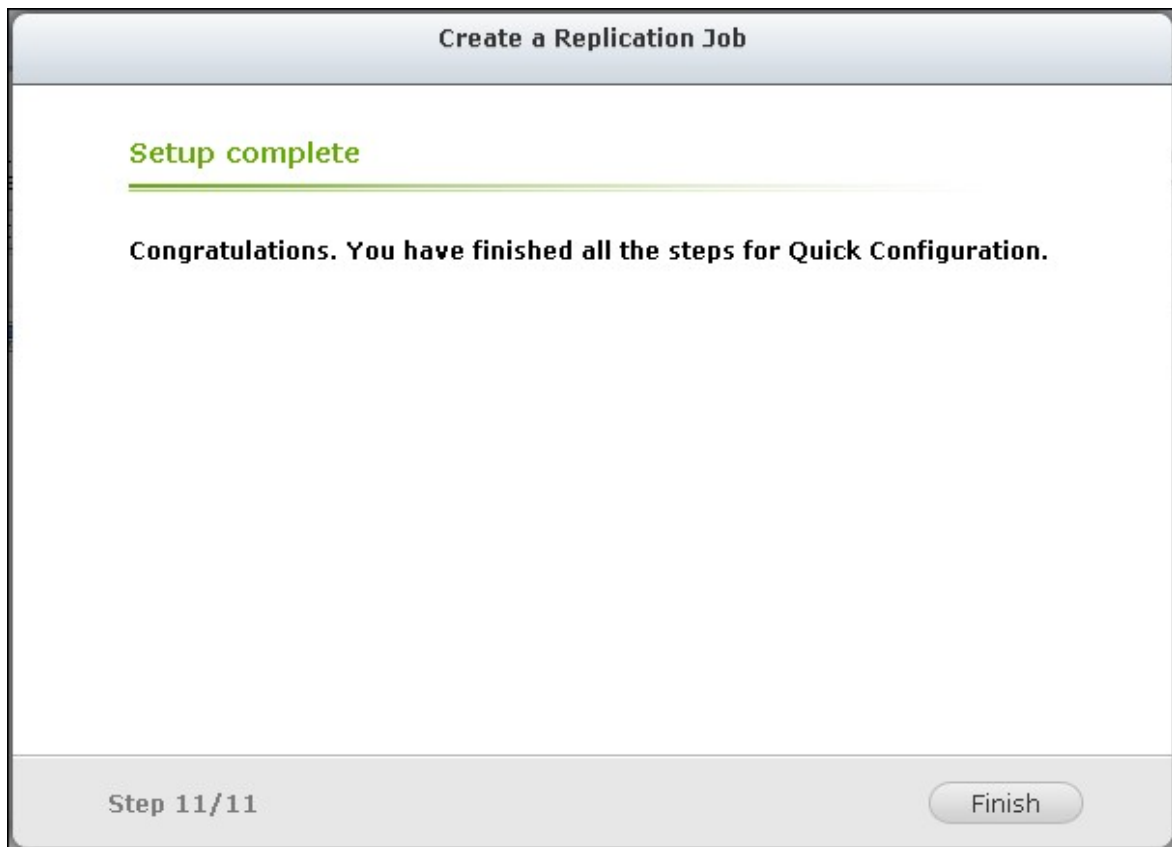 Create a Replication Job
Setup complete
Congratulations. You have finished all the steps for Quick Configuration.
Step 11/11
Finish